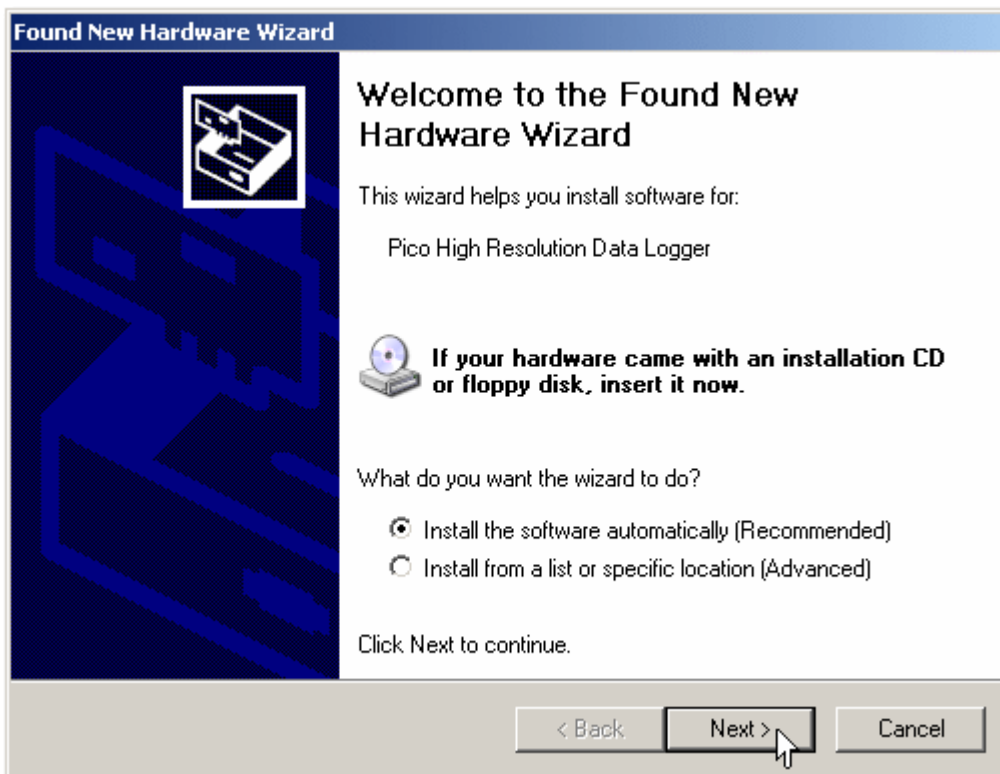 Found New Hardware Wizard
Welcome to the Found New
Hardware Wizard
This wizard helps you install software for:
Pico High Resolution Data Logger
If your hardware came with an installation CD
or floppy disk, insert it now.
What do you want the wizard to do?
Install the software automatically (Recommended)
Install from a list or specific location (Advanced)
Click Next to continue.
< Back
Next >
Cancel